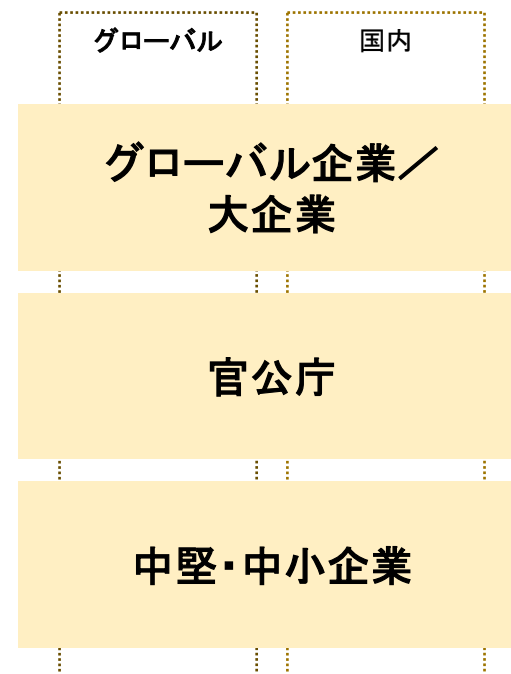 グローバル
国内
グローバル企業／
大企業
官公庁
中堅・中小企業